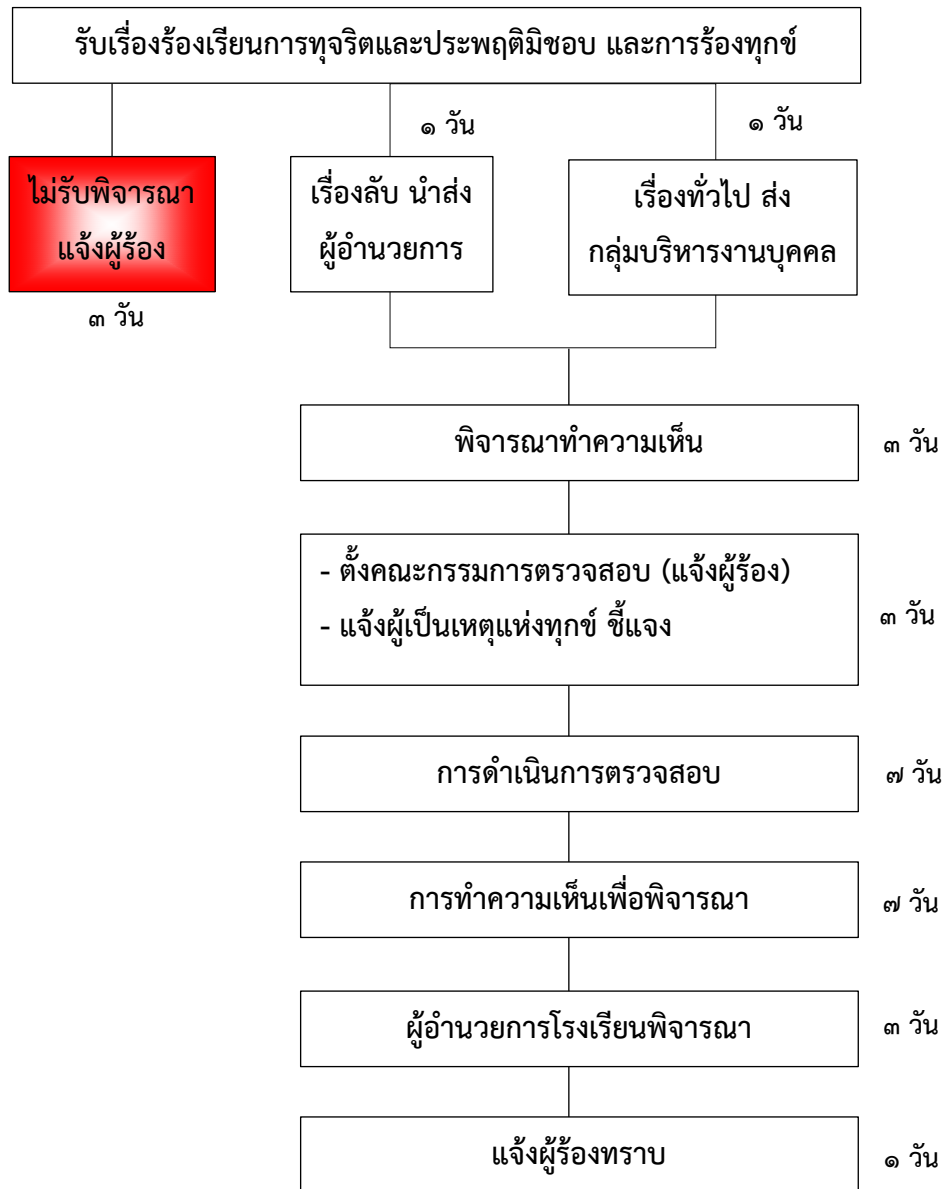 รับเรื่องร้องเรียนการทุจริตและประพฤติมิชอบ และการร้องทุกข์
๑ วัน
๑ วัน
ไม่รับพิจารณา
แจ้งผู้ร้อง
เรื่องลับ นำส่ง
ผู้อำนวยการ
เรื่องทั่วไป ส่ง
กลุ่มบริหารงานบุคคล
๓ วัน
พิจารณาทำความเห็น
๓ วัน
- ตั้งคณะกรรมการตรวจสอบ (แจ้งผู้ร้อง)
- แจ้งผู้เป็นเหตุแห่งทุกข์ ชี้แจง
๓ วัน
การดำเนินการตรวจสอบ
๗ วัน
การทำความเห็นเพื่อพิจารณา
๗ วัน
ผู้อำนวยการโรงเรียนพิจารณา
๓ วัน
แจ้งผู้ร้องทราบ
๑ วัน